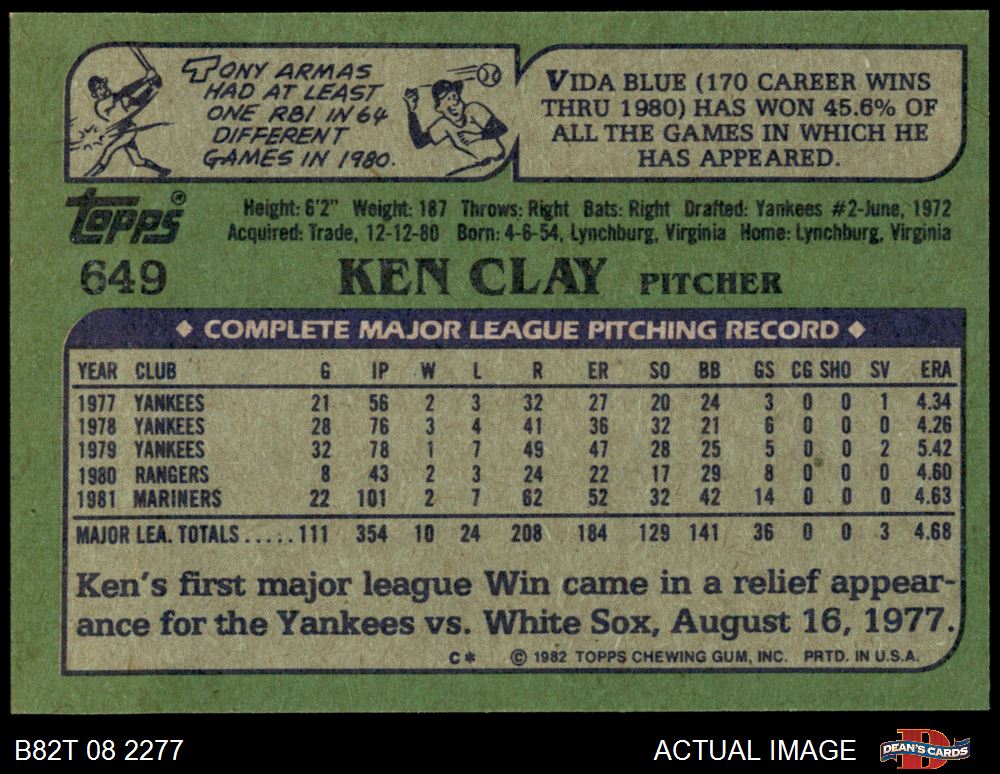 TONY ARMAS
HAD AT LEAST
ONE RBI IN 64
DIFFERENT
GAMES IN 1980.
VIDA BLUE (170 CAREER WINS
THRU 1980) HAS WON 45.6% OF
ALL THE GAMES IN WHICH HE
HAS APPEARED.
Topps®
Height: 6'2" Weight: 187 Throws: Right Bats: Right Drafted: Yankees #2-June, 1972
Acquired: Trade, 12-12-80 Born: 4-6-54, Lynchburg, Virginia Home: Lynchburg, Virginia
649 KEN CLAY PITCHER
◆ COMPLETE MAJOR LEAGUE PITCHING RECORD ◆
YEAR CLUB G IP W L R ER SO BB GS CG SHO SV ERA
1977 YANKEES 21 56 2 3 32 27 20 24 3 0 0 1 4.34
1978 YANKEES 28 76 3 4 41 36 32 21 6 0 0 0 4.26
1979 YANKEES 32 78 1 7 49 47 28 25 5 0 0 2 5.42
1980 RANGERS 8 43 2 3 24 22 17 29 8 0 0 0 4.60
1981 MARINERS 22 101 2 7 62 52 32 42 14 0 0 0 4.63
MAJOR LEA. TOTALS.....111 354 10 24 208 184 129 141 36 0 0 3 4.68
Ken's first major league Win came in a relief appear-
ance for the Yankees vs. White Sox, August 16, 1977.
C* © 1982 TOPPS CHEWING GUM, INC. PRTD. IN U.S.A.
B82T 08 2277 ACTUAL IMAGE DEAN'S CARDS